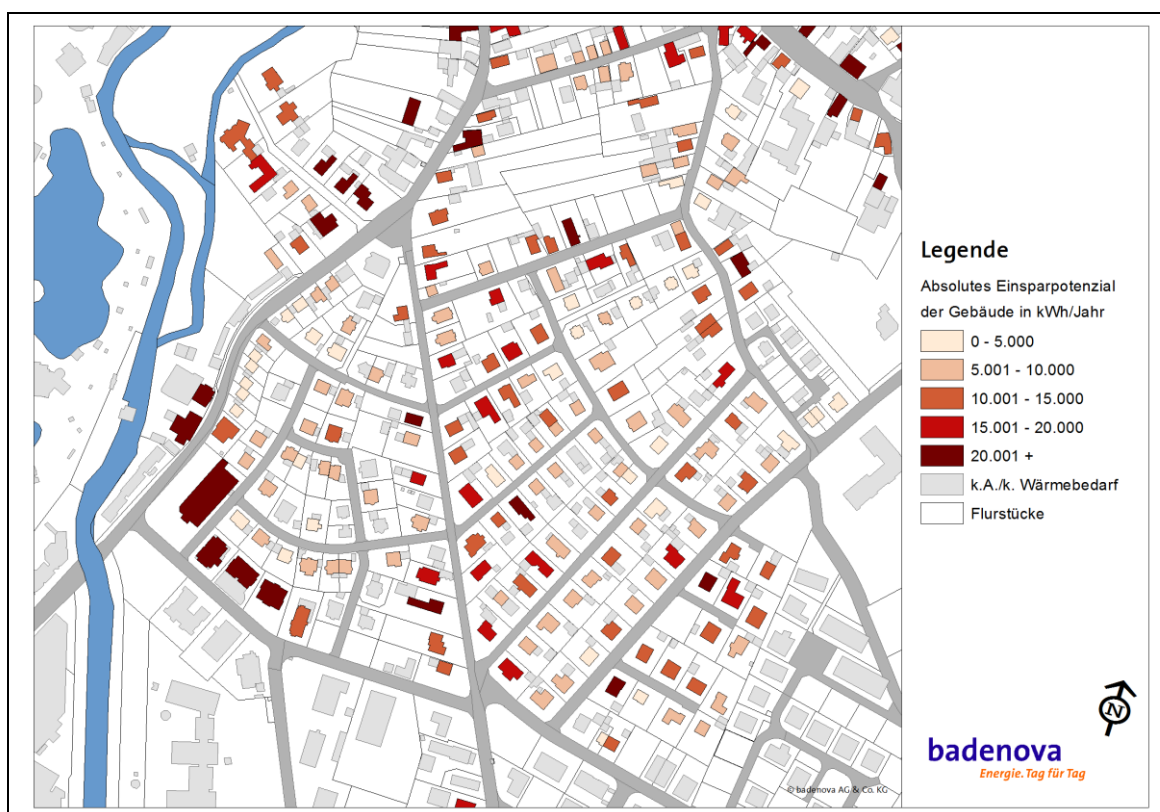 Legende
Absolutes Einsparpotenzial
der Gebäude in kWh/Jahr
0 - 5.000
5.001 - 10.000
10.001 - 15.000
15.001 - 20.000
20.001 +
k.A./k. Wärmebedarf
Flurstücke
N
badenova
Energie. Tag für Tag
© badenova AG & Co. KG